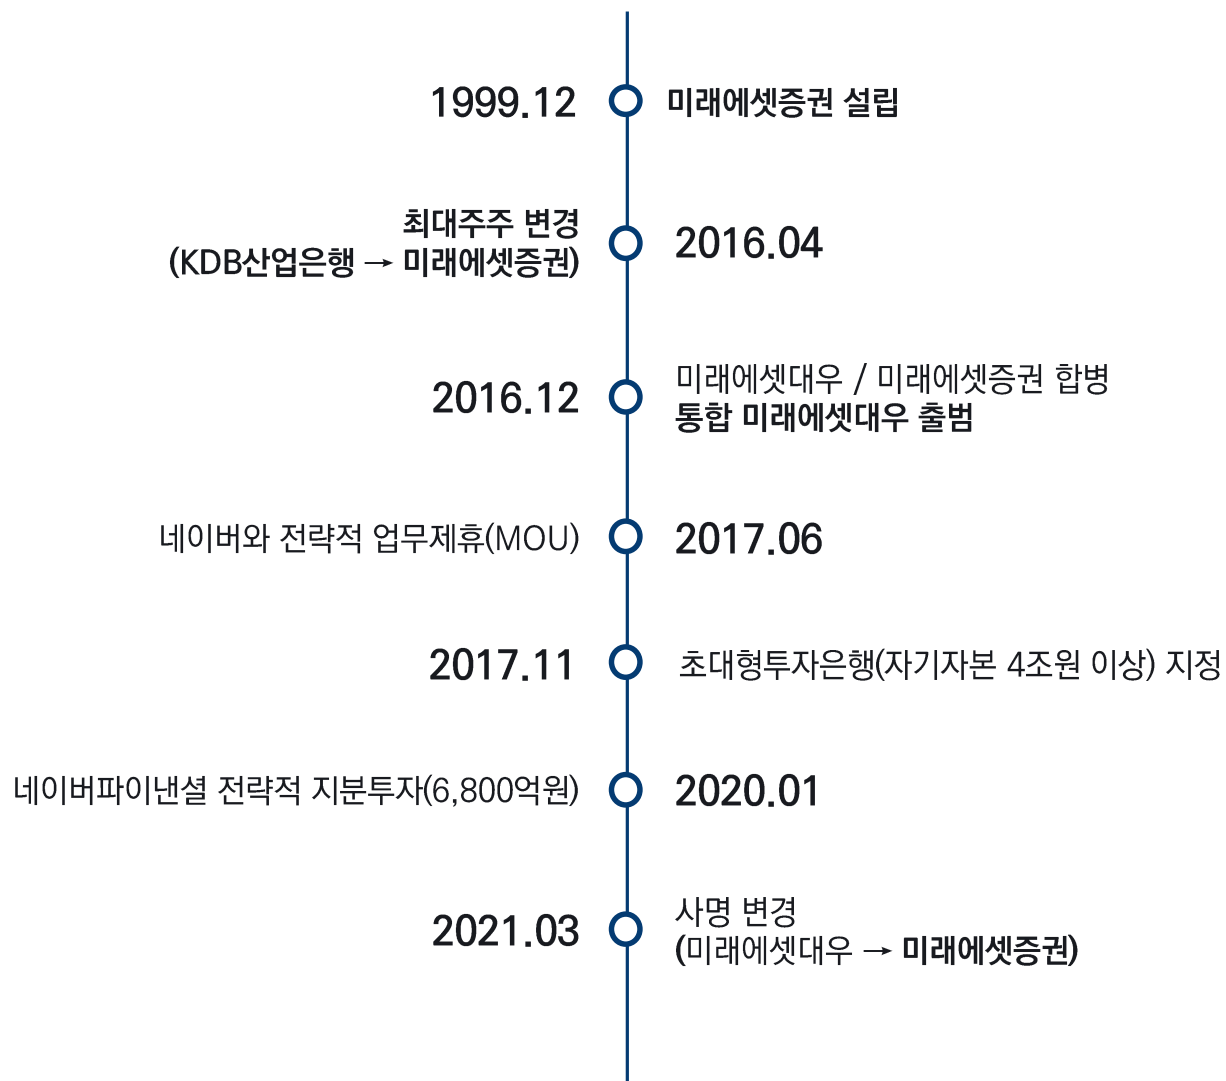 1999.12
미래에셋증권 설립
최대주주 변경
(KDB산업은행 → 미래에셋증권)
2016.04
2016.12
미래에셋대우 / 미래에셋증권 합병
통합 미래에셋대우 출범
네이버와 전략적 업무제휴(MOU)
2017.06
2017.11
초대형투자은행(자기자본 4조원 이상) 지정
네이버파이낸셜 전략적 지분투자(6,800억원)
2020.01
2021.03
사명 변경
(미래에셋대우 → 미래에셋증권)